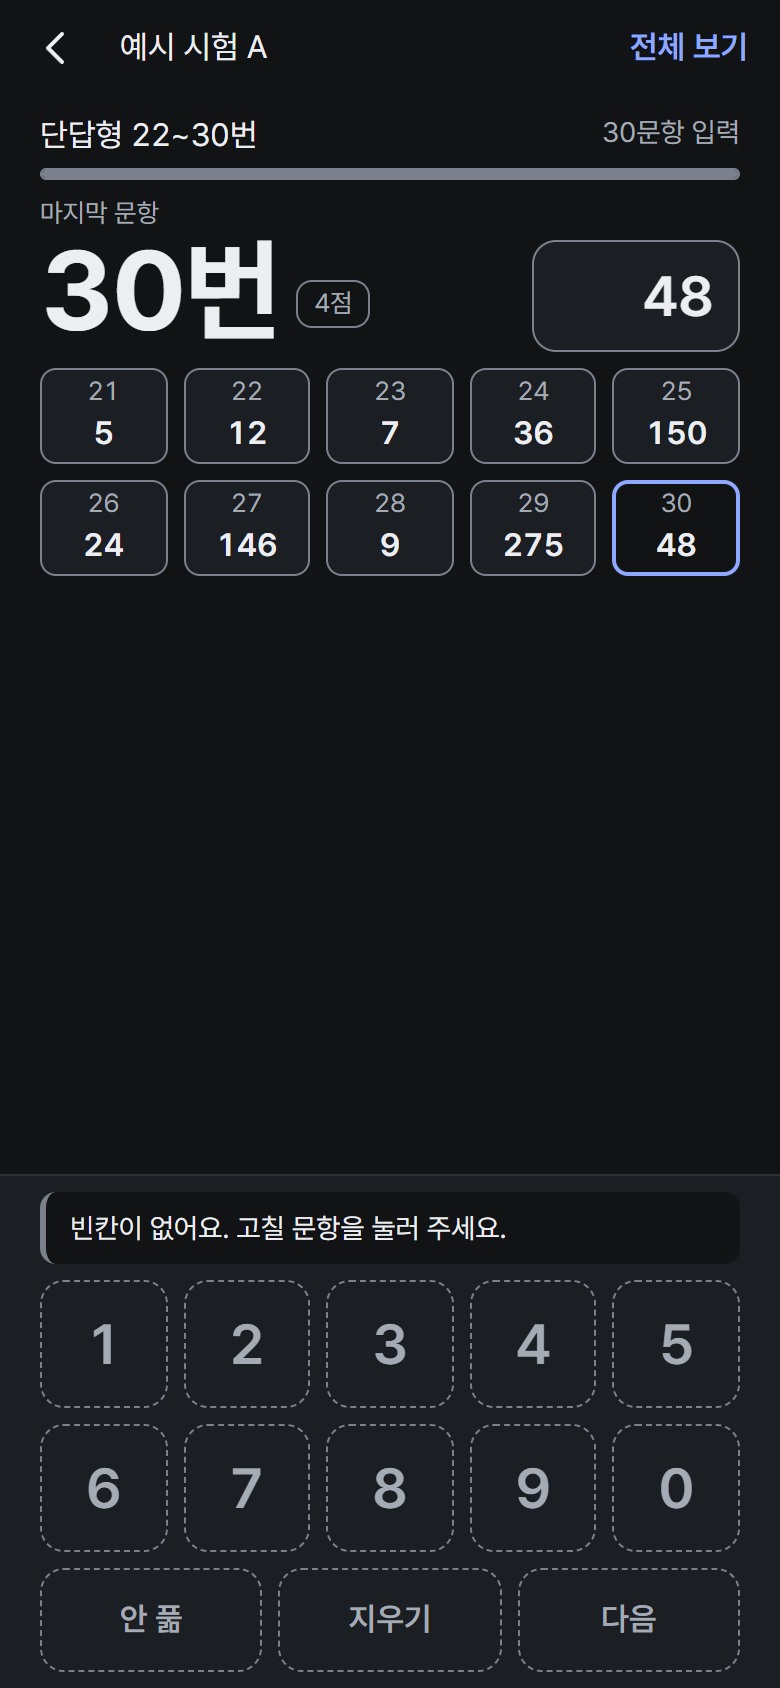 예시 시험 A
전체 보기
단답형 22~30번
30문항 입력
마지막 문항
30번
4점
48
21 22 23 24 25
5 12 7 36 150
26 27 28 29 30
24 146 9 275 48
빈칸이 없어요. 고칠 문항을 눌러 주세요.
1 2 3 4 5
6 7 8 9 0
안 풂 지우기 다음